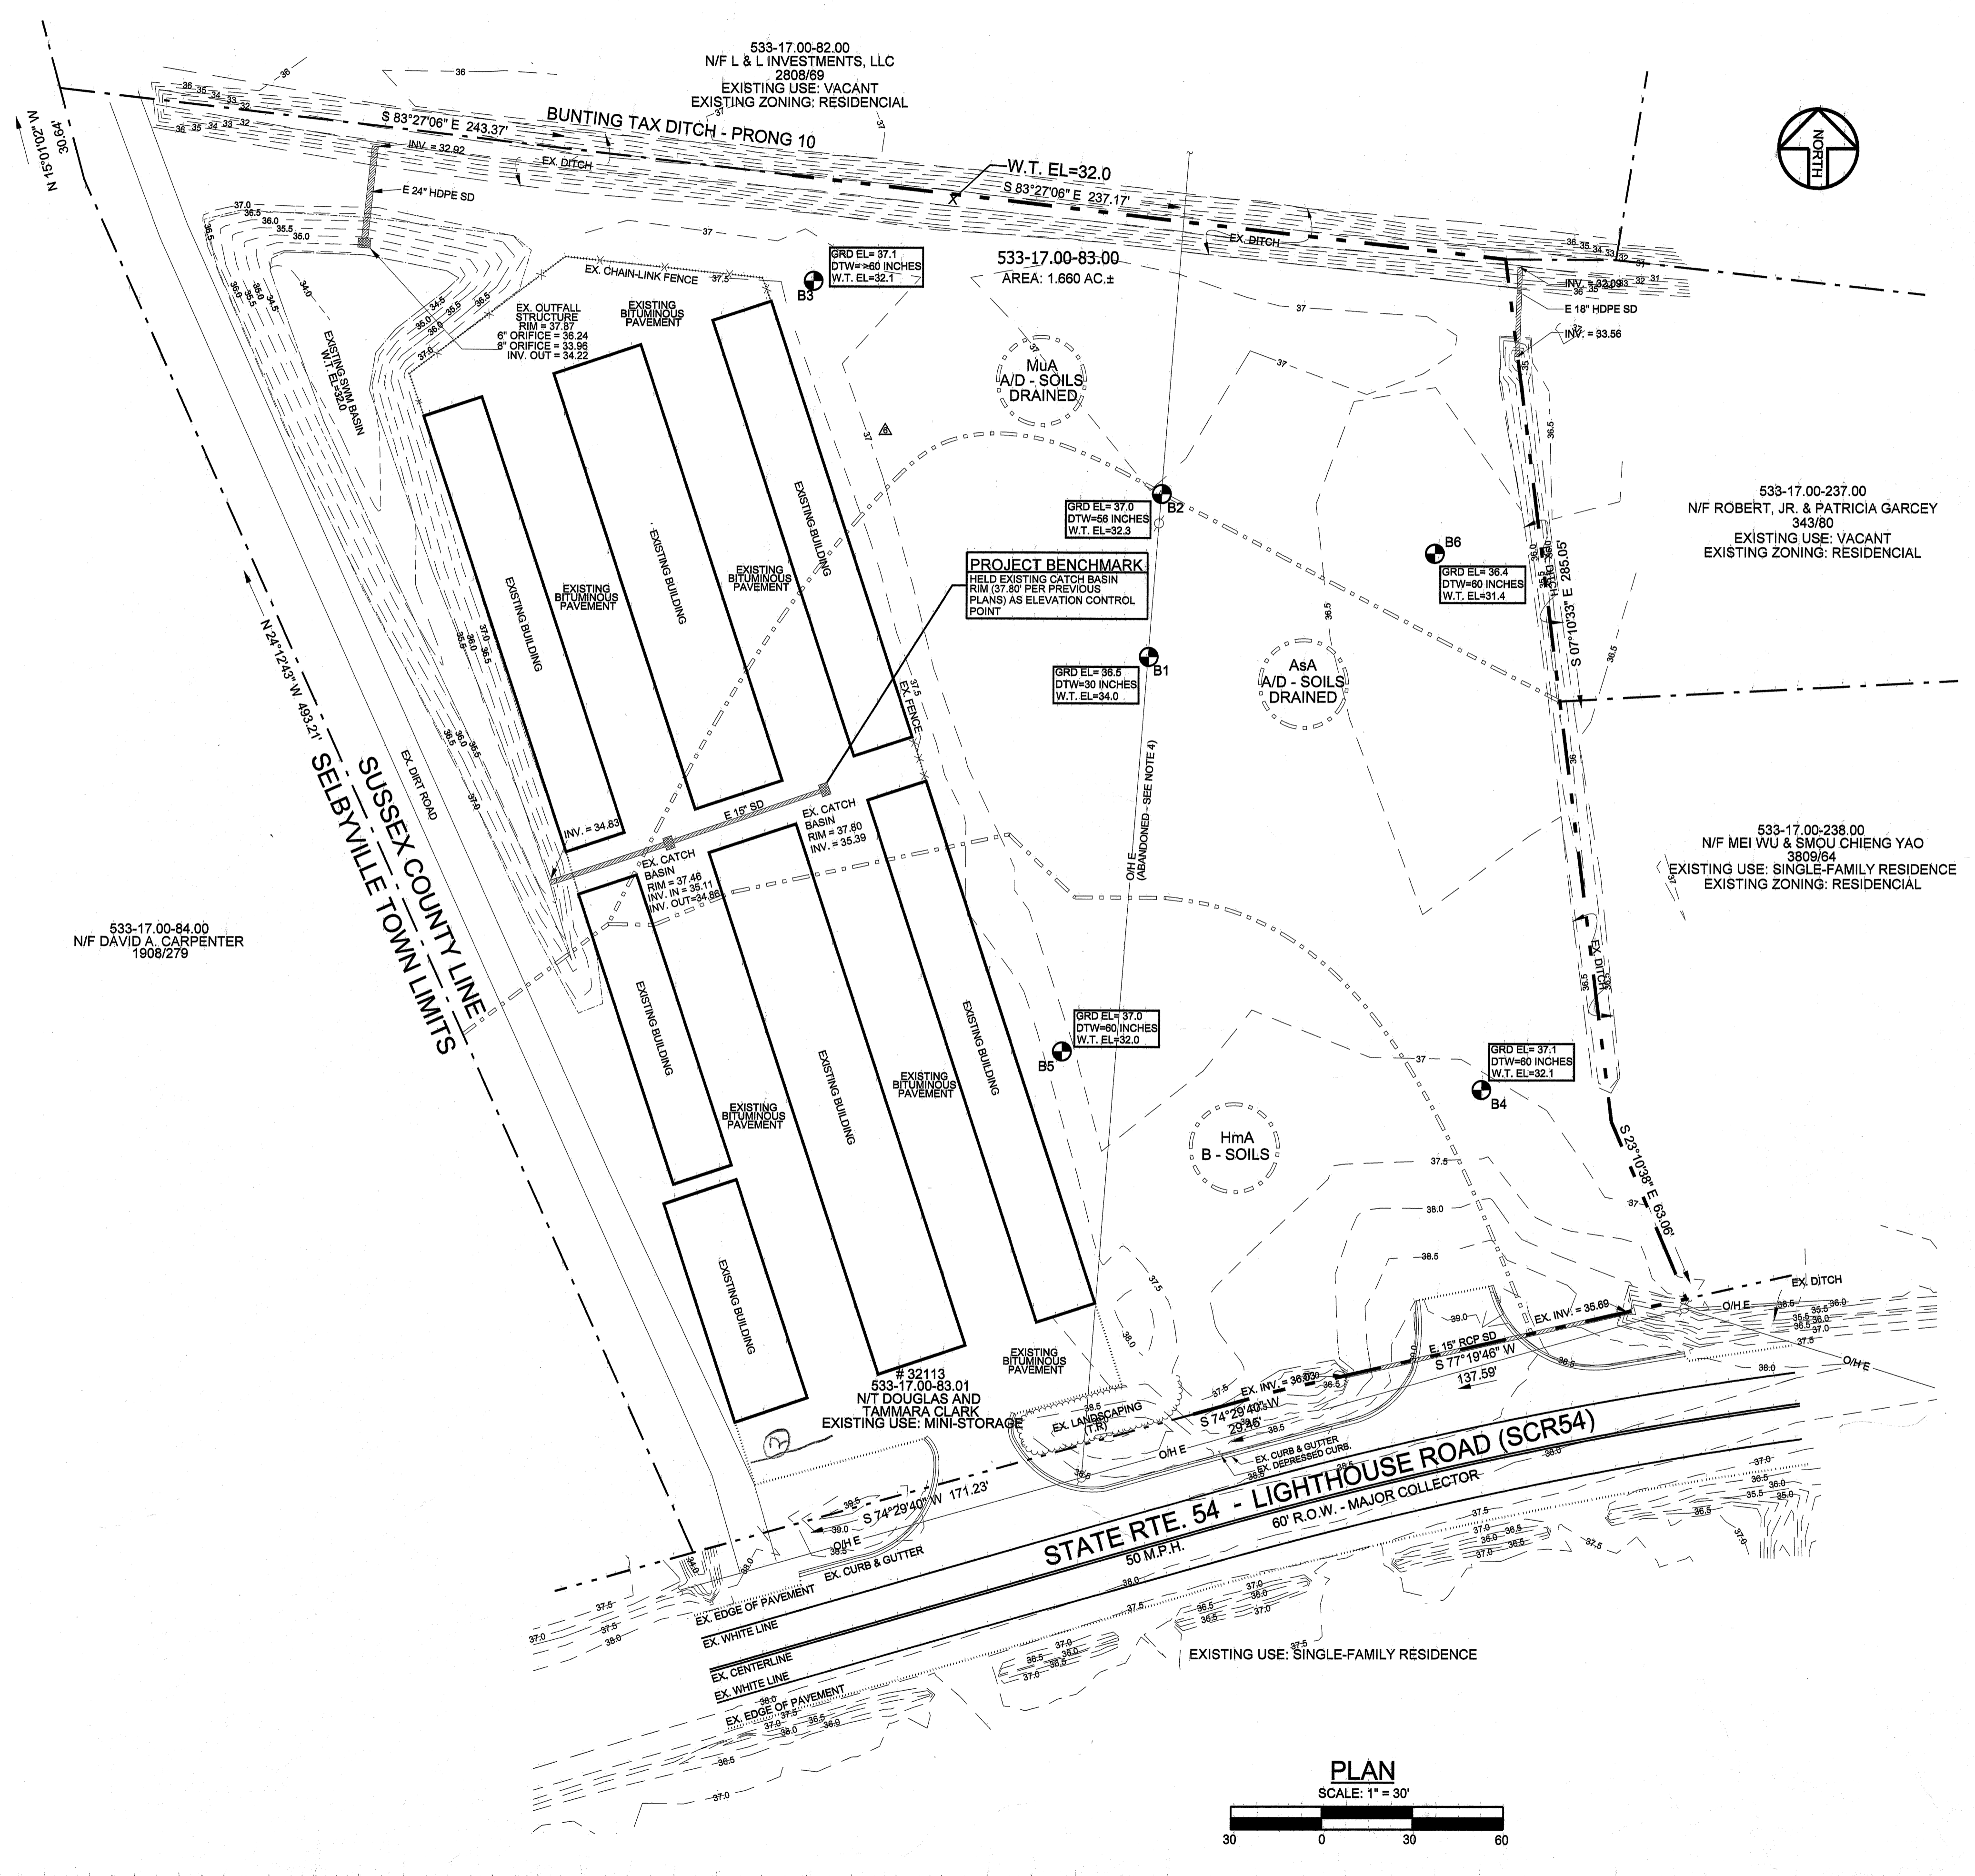 533-17.00-82.00
N/F L & L INVESTMENTS, LLC
2808/69
EXISTING USE: VACANT
EXISTING ZONING: RESIDENCIAL
N 15°01'02" W
30.64'
S 83°27'06" E 243.37'
BUNTING TAX DITCH - PRONG 10
INV. = 32.92
EX. DITCH
E 24" HDPE SD
W.T. EL=32.0
S 83°27'06" E 237.17'
EX. DITCH
NORTH
533-17.00-83.00
AREA: 1.660 AC.±
GRD EL= 37.1
DTW= >60 INCHES
W.T. EL=32.1
B3
EX. CHAIN-LINK FENCE
EX. OUTFALL
STRUCTURE
RIM = 37.87
6" ORIFICE = 36.24
8" ORIFICE = 33.96
INV. OUT = 34.22
EXISTING
BITUMINOUS
PAVEMENT
EXISTING SWM BASIN
W.T. EL=32.0
INV. = 32.09
E 18" HDPE SD
INV. = 33.56
MuA
A/D - SOILS
DRAINED
533-17.00-237.00
N/F ROBERT, JR. & PATRICIA GARCEY
343/80
EXISTING USE: VACANT
EXISTING ZONING: RESIDENCIAL
GRD EL= 37.0
DTW=56 INCHES
W.T. EL=32.3
B2
B6
GRD EL= 36.4
DTW=60 INCHES
W.T. EL=31.4
PROJECT BENCHMARK
HELD EXISTING CATCH BASIN
RIM (37.80' PER PREVIOUS
PLANS) AS ELEVATION CONTROL
POINT
EXISTING BUILDING
EXISTING BUILDING
EXISTING BUILDING
EXISTING
BITUMINOUS
PAVEMENT
EXISTING
BITUMINOUS
PAVEMENT
EX. DITCH
S 07°10'33" E 285.05'
GRD EL= 36.5
DTW=30 INCHES
W.T. EL=34.0
B1
AsA
A/D - SOILS
DRAINED
EX. FENCE
N 24°12'43" W 493.21'
SUSSEX COUNTY LINE
SELBYVILLE TOWN LIMITS
EX. DIRT ROAD
O/H E
(ABANDONED - SEE NOTE 4)
INV. = 34.83
E 15" SD
EX. CATCH
BASIN
RIM = 37.80
INV. = 35.39
EX. CATCH
BASIN
RIM = 37.46
INV. IN = 35.11
INV. OUT=34.86
533-17.00-238.00
N/F MEI WU & SMOU CHIENG YAO
3809/64
EXISTING USE: SINGLE-FAMILY RESIDENCE
EXISTING ZONING: RESIDENCIAL
533-17.00-84.00
N/F DAVID A. CARPENTER
1908/279
EX. DITCH
GRD EL= 37.0
DTW=60 INCHES
W.T. EL=32.0
B5
GRD EL= 37.1
DTW=60 INCHES
W.T. EL=32.1
B4
EXISTING BUILDING
EXISTING BUILDING
EXISTING BUILDING
EXISTING
BITUMINOUS
PAVEMENT
EXISTING
BITUMINOUS
PAVEMENT
HmA
B - SOILS
S 23°10'38" E 63.06'
EXISTING BUILDING
EX. DITCH
O/H E
EX. INV. = 35.69
E. 15" RCP SD
S 77°19'46" W
137.59'
O/H E
EXISTING
BITUMINOUS
PAVEMENT
# 32113
533-17.00-83.01
N/T DOUGLAS AND
TAMMARA CLARK
EXISTING USE: MINI-STORAGE
2
EX. LANDSCAPING
(T.R)
S 74°29'40" W
29.45'
O/H E
EX. CURB & GUTTER
EX. DEPRESSED CURB.
S 74°29'40" W 171.23'
O/H E
EX. CURB & GUTTER
STATE RTE. 54 - LIGHTHOUSE ROAD (SCR54)
60' R.O.W. - MAJOR COLLECTOR
50 M.P.H.
EX. EDGE OF PAVEMENT
EX. WHITE LINE
EX. CENTERLINE
EX. WHITE LINE
EX. EDGE OF PAVEMENT
EXISTING USE: SINGLE-FAMILY RESIDENCE
PLAN
SCALE: 1" = 30'
30 0 30 60